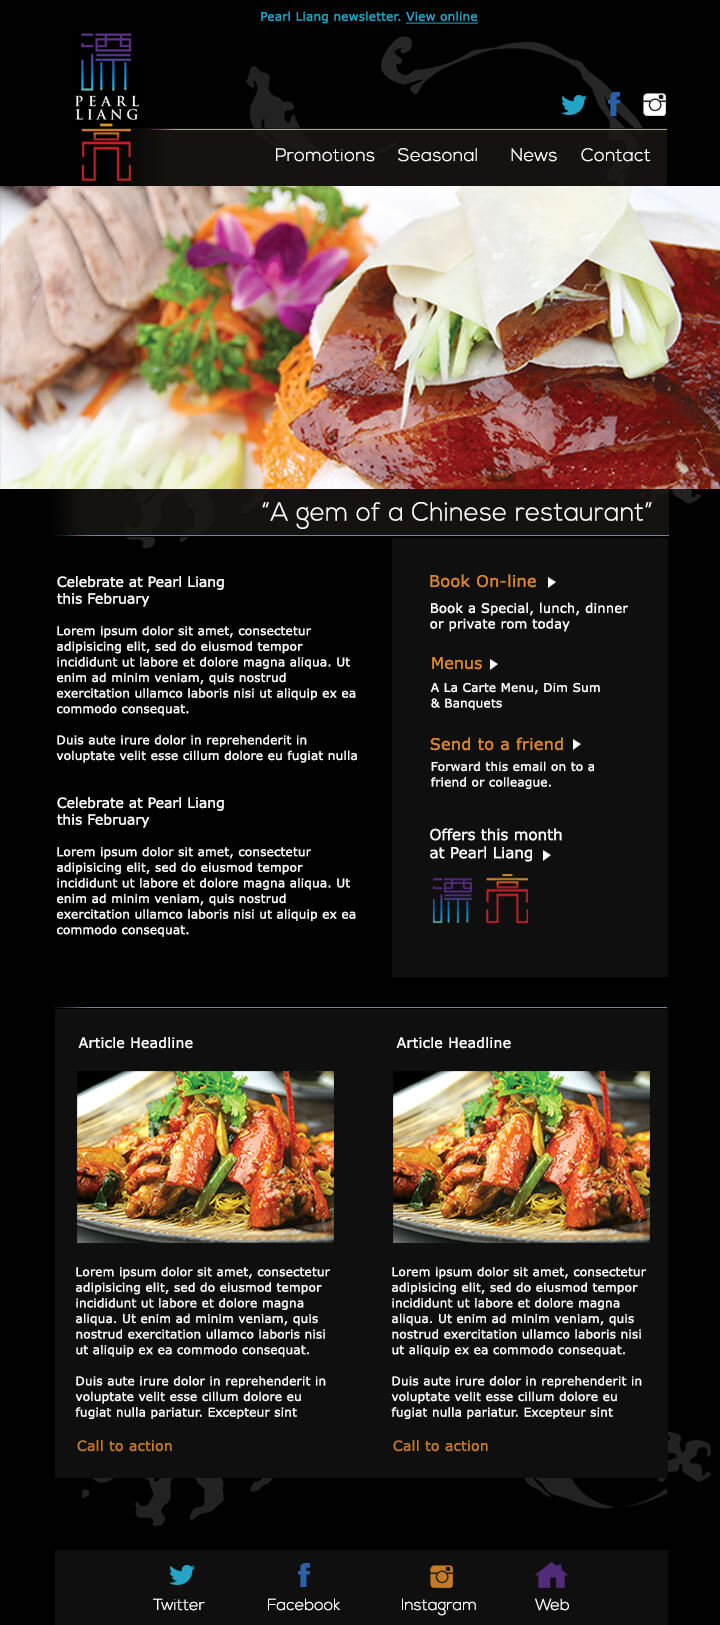 Pearl Liang newsletter. View online
PEARL
LIANG
亮
Promotions Seasonal News Contact
“A gem of a Chinese restaurant”
Celebrate at Pearl Liang
this February
Lorem ipsum dolor sit amet, consectetur
adipisicing elit, sed do eiusmod tempor
incididunt ut labore et dolore magna aliqua. Ut
enim ad minim veniam, quis nostrud
exercitation ullamco laboris nisi ut aliquip ex ea
commodo consequat.
Duis aute irure dolor in reprehenderit in
voluptate velit esse cillum dolore eu fugiat nulla
Celebrate at Pearl Liang
this February
Lorem ipsum dolor sit amet, consectetur
adipisicing elit, sed do eiusmod tempor
incididunt ut labore et dolore magna aliqua. Ut
enim ad minim veniam, quis nostrud
exercitation ullamco laboris nisi ut aliquip ex ea
commodo consequat.
Book On-line
Book a Special, lunch, dinner
or private rom today
Menus
A La Carte Menu, Dim Sum
& Banquets
Send to a friend
Forward this email on to a
friend or colleague.
Offers this month
at Pearl Liang
亮
Article Headline
Lorem ipsum dolor sit amet, consectetur
adipisicing elit, sed do eiusmod tempor
incididunt ut labore et dolore magna
aliqua. Ut enim ad minim veniam, quis
nostrud exercitation ullamco laboris nisi
ut aliquip ex ea commodo consequat.
Duis aute irure dolor in reprehenderit in
voluptate velit esse cillum dolore eu
fugiat nulla pariatur. Excepteur sint
Call to action
Article Headline
Lorem ipsum dolor sit amet, consectetur
adipisicing elit, sed do eiusmod tempor
incididunt ut labore et dolore magna
aliqua. Ut enim ad minim veniam, quis
nostrud exercitation ullamco laboris nisi
ut aliquip ex ea commodo consequat.
Duis aute irure dolor in reprehenderit in
voluptate velit esse cillum dolore eu
fugiat nulla pariatur. Excepteur sint
Call to action
Twitter Facebook Instagram Web